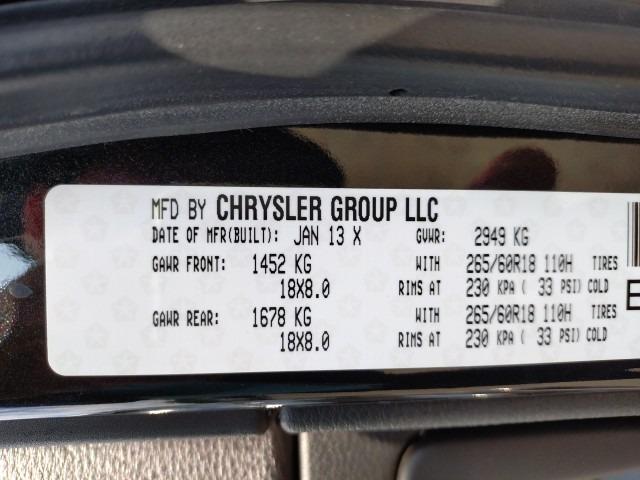 MFD BY CHRYSLER GROUP LLC
DATE OF MFR(BUILT): JAN 13 X GVWR: 2949 KG
GAWR FRONT: 1452 KG WITH 265/60R18 110H TIRES
18X8.0 RIMS AT 230 KPA ( 33 PSI) COLD
GAWR REAR: 1678 KG WITH 265/60R18 110H TIRES
18X8.0 RIMS AT 230 KPA ( 33 PSI) COLD